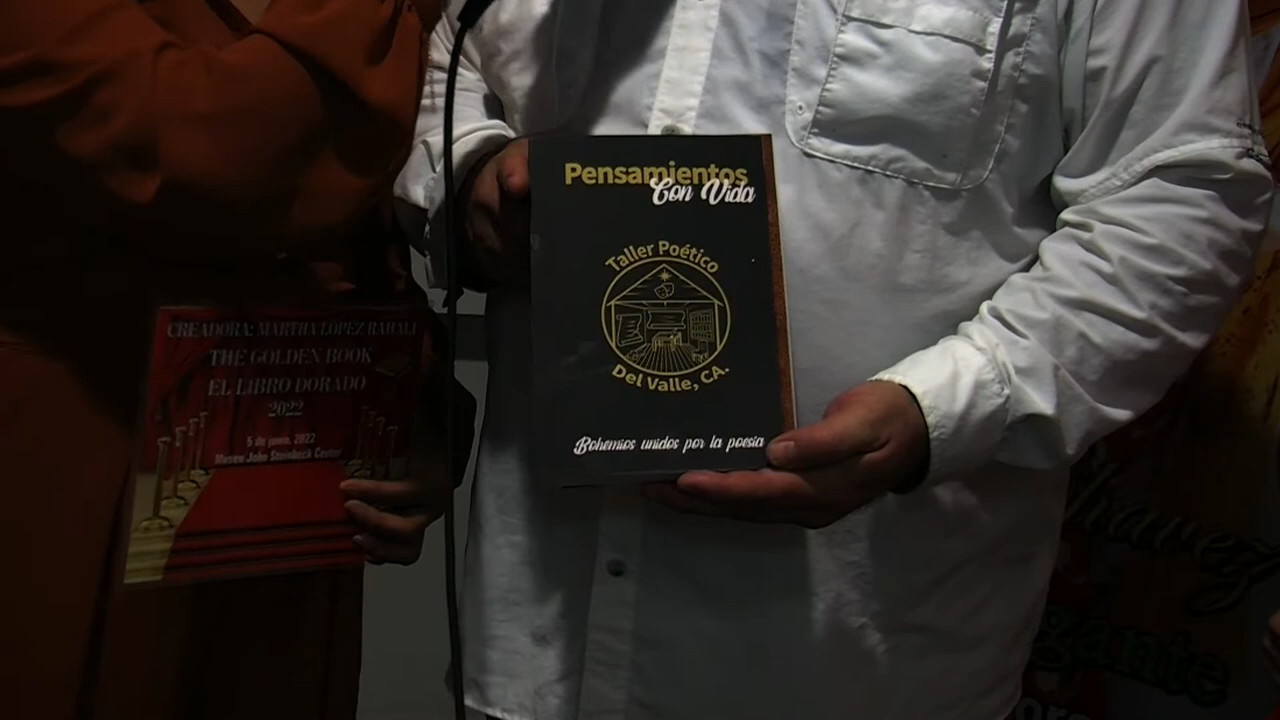 CREADORA: MARTHA LÓPEZ RABALÍ
THE GOLDEN BOOK
EL LIBRO DORADO
2022
5 de junio, 2022
Museo John Steinbeck Center
Pensamientos
Con Vida
Taller Poético
Del Valle, CA.
Bohemios unidos por la poesía